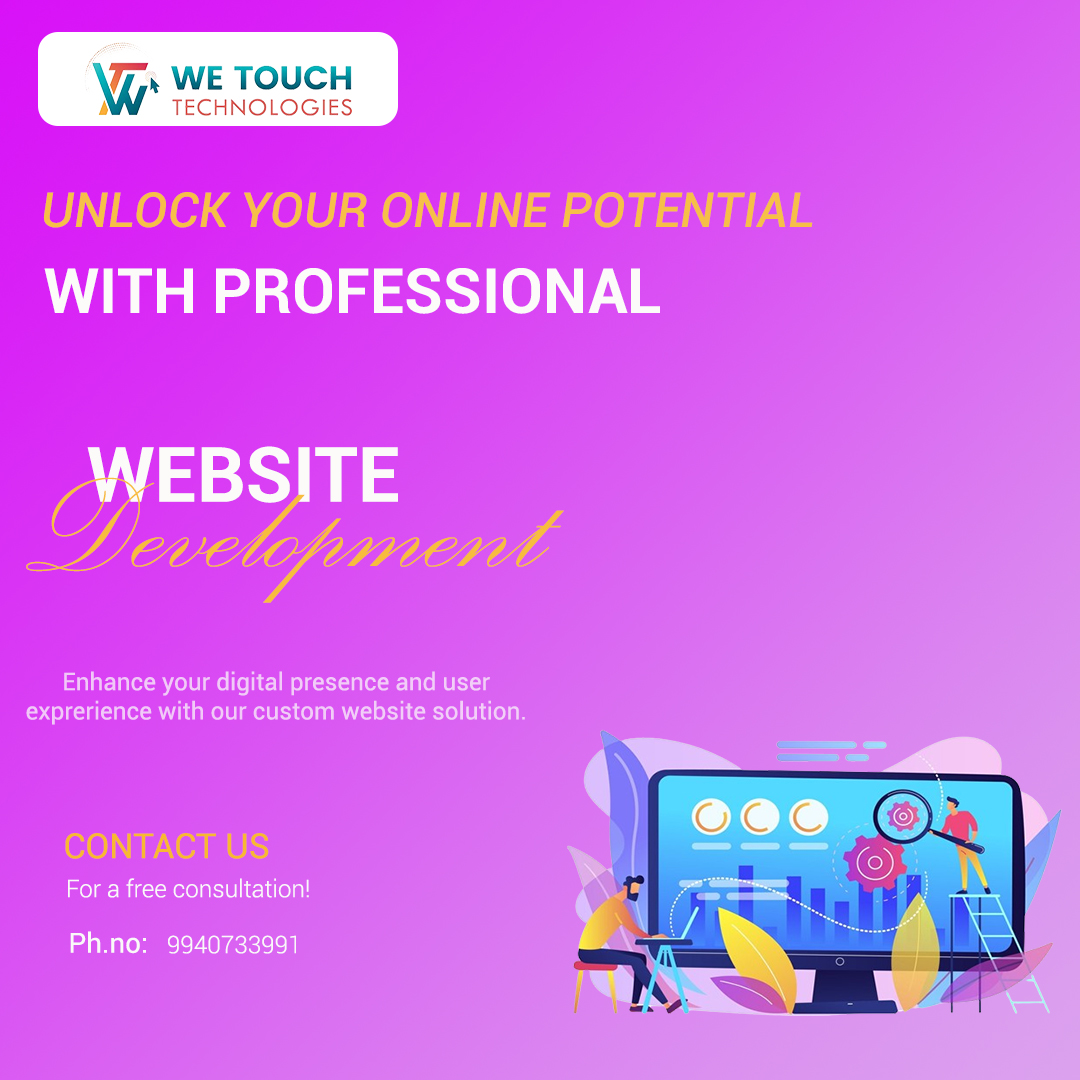 WE TOUCH
TECHNOLOGIES
UNLOCK YOUR ONLINE POTENTIAL
WITH PROFESSIONAL
WEBSITE
Development
Enhance your digital presence and user
exprerience with our custom website solution.
CONTACT US
For a free consultation!
Ph.no: 9940733991